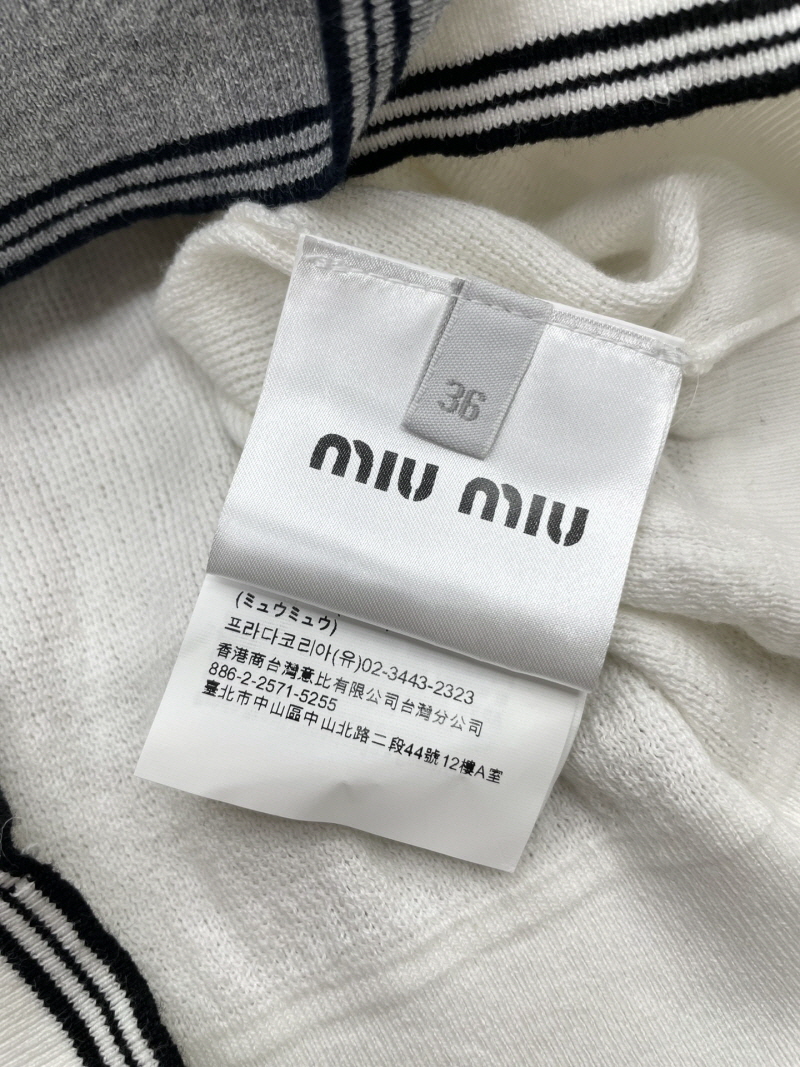 36
miu miu
(ミュウミュウ)
프라다코리아(유)02-3443-2323
香港商台灣意比有限公司台灣分公司
886-2-2571-5255
臺北市中山區中山北路二段44號12樓A室